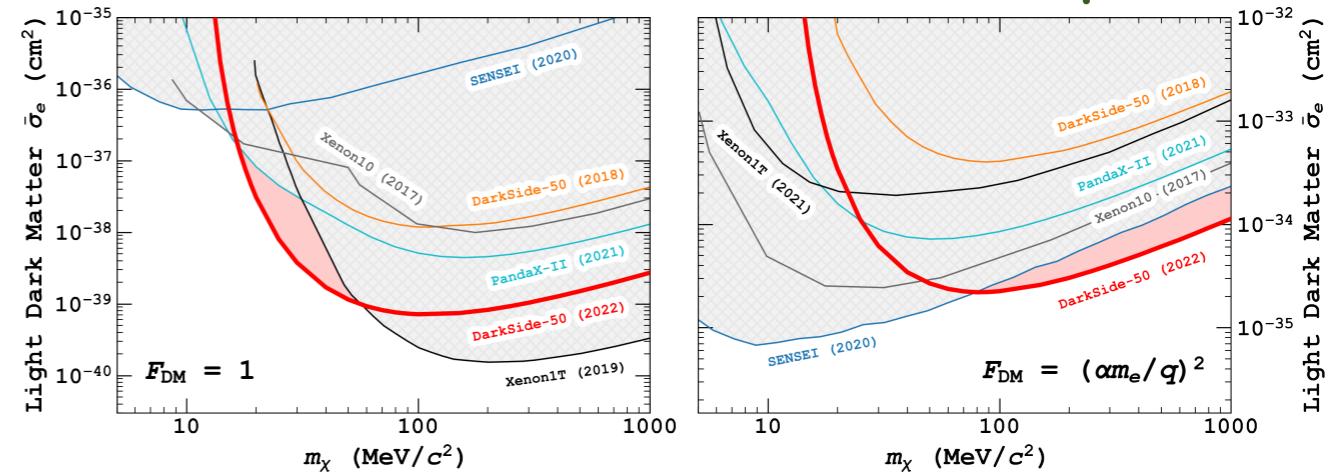 Light Dark Matter σ̄ₑ (cm²)
10⁻³⁵
10⁻³⁶
10⁻³⁷
10⁻³⁸
10⁻³⁹
10⁻⁴⁰
SENSEI (2020)
Xenon10 (2017)
DarkSide-50 (2018)
PandaX-II (2021)
DarkSide-50 (2022)
Xenon1T (2019)
F_DM = 1
10 100 1000
mᵪ (MeV/c²)
DarkSide-50 (2018)
Xenon1T (2021)
PandaX-II (2021)
Xenon10 (2017)
DarkSide-50 (2022)
SENSEI (2020)
F_DM = (αmₑ/q)²
10 100 1000
mᵪ (MeV/c²)
10⁻³²
10⁻³³
10⁻³⁴
10⁻³⁵
Light Dark Matter σ̄ₑ (cm²)